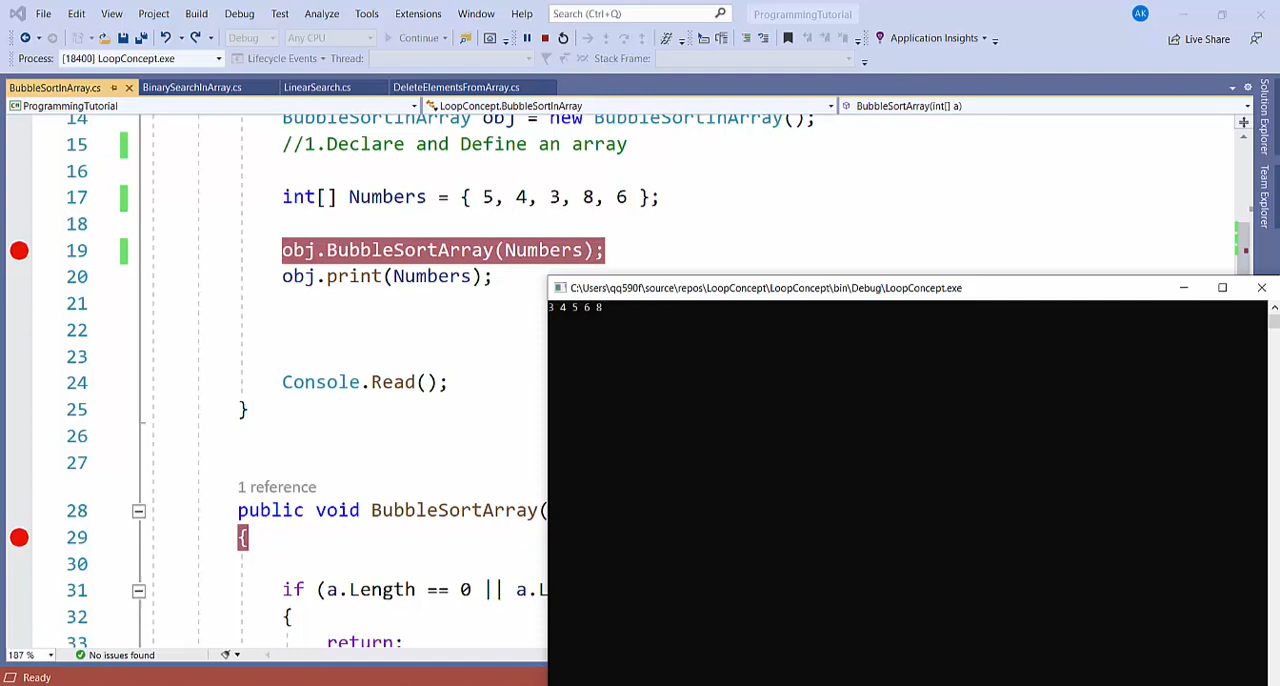 File Edit View Project Build Debug Test Analyze Tools Extensions Window Help Search (Ctrl+Q) ProgrammingTutorial AK
Debug Any CPU Continue Application Insights Live Share
Process: [18400] LoopConcept.exe Lifecycle Events Thread: Stack Frame:
BubbleSortInArray.cs BinarySearchInArray.cs LinearSearch.cs DeleteElementsFromArray.cs
ProgrammingTutorial LoopConcept.BubbleSortInArray BubbleSortArray(int[] a)
Solution Explorer
Team Explorer
14 BubbleSortInArray obj = new BubbleSortInArray();
15 //1.Declare and Define an array
16
17 int[] Numbers = { 5, 4, 3, 8, 6 };
18
19 obj.BubbleSortArray(Numbers);
20 obj.print(Numbers);
21
22
23
24 Console.Read();
25 }
26
27
1 reference
28 public void BubbleSortArray(
29 {
30
31 if (a.Length == 0 || a.L
32 {
33 return;
C:\Users\qq590f\source\repos\LoopConcept\LoopConcept\bin\Debug\LoopConcept.exe
3 4 5 6 8
187 % No issues found
Ready